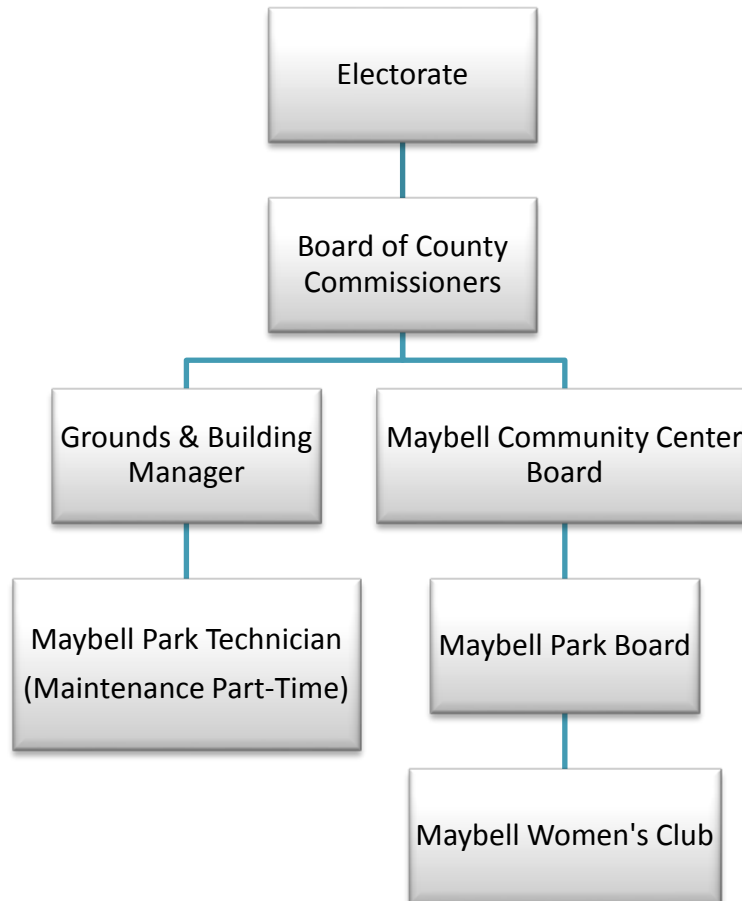 Electorate
Board of County
Commissioners
Grounds & Building
Manager
Maybell Community Center
Board
Maybell Park Technician
(Maintenance Part-Time)
Maybell Park Board
Maybell Women's Club